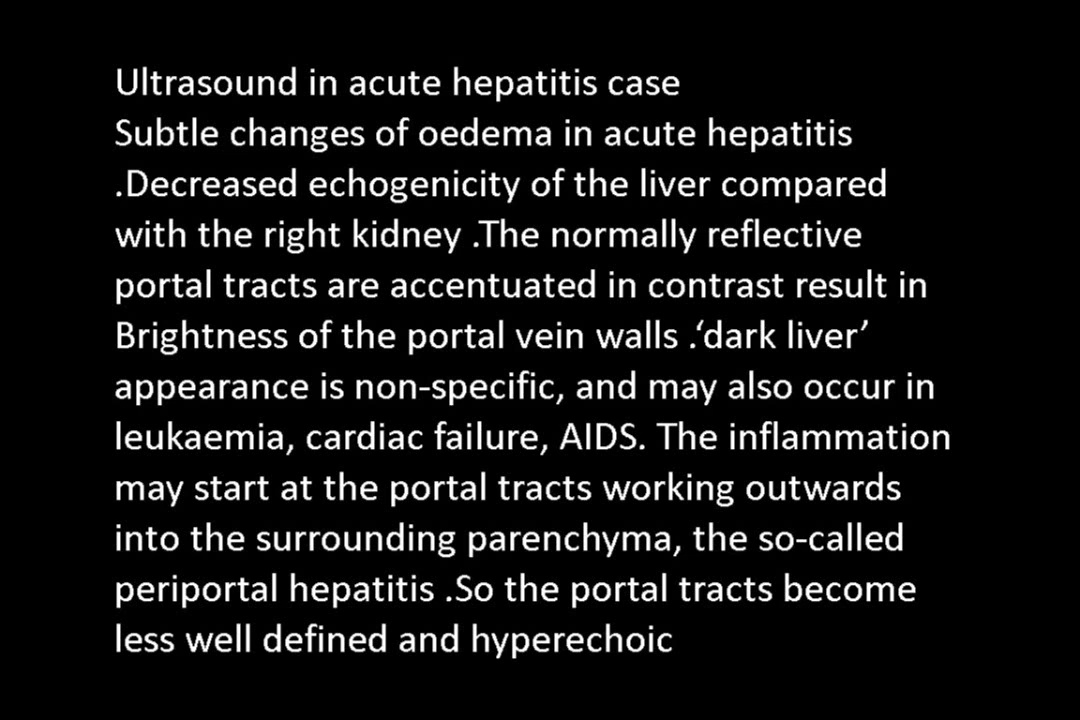 Ultrasound in acute hepatitis case
Subtle changes of oedema in acute hepatitis
.Decreased echogenicity of the liver compared
with the right kidney .The normally reflective
portal tracts are accentuated in contrast result in
Brightness of the portal vein walls .‘dark liver’
appearance is non-specific, and may also occur in
leukaemia, cardiac failure, AIDS. The inflammation
may start at the portal tracts working outwards
into the surrounding parenchyma, the so-called
periportal hepatitis .So the portal tracts become
less well defined and hyperechoic